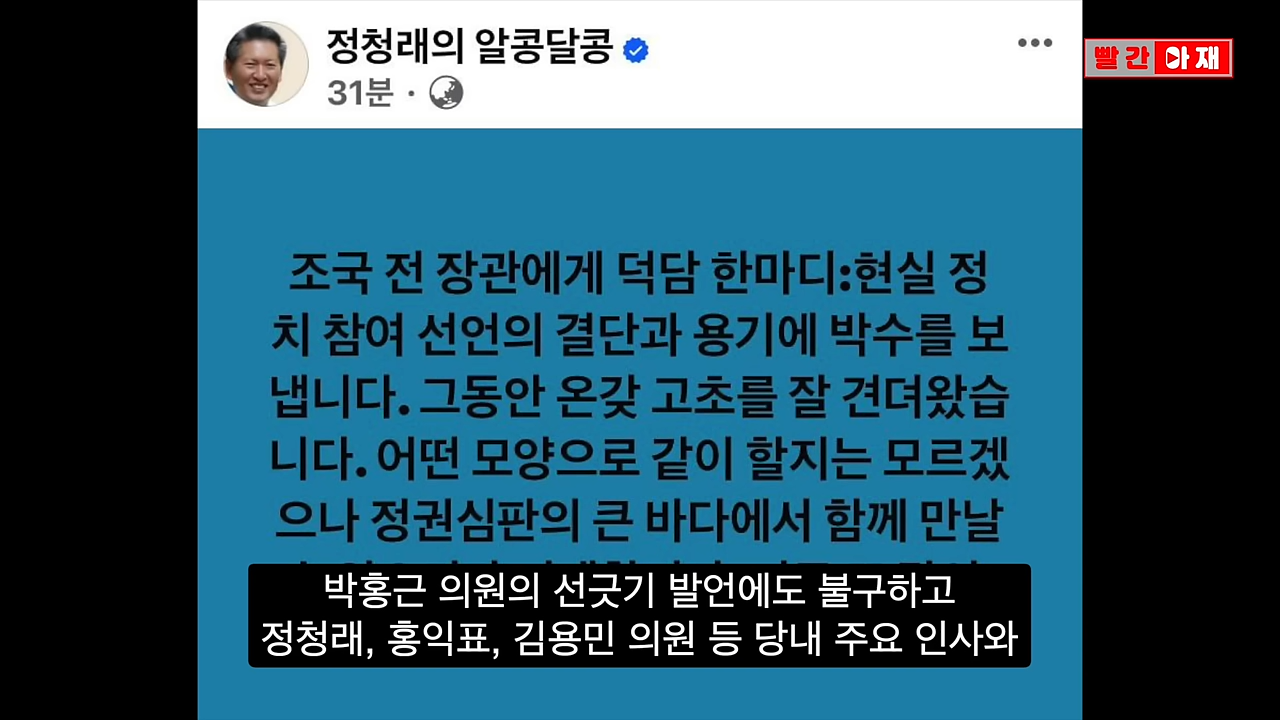 정청래의 알콩달콩
31분 ·
빨간아재
조국 전 장관에게 덕담 한마디:현실 정
치 참여 선언의 결단과 용기에 박수를 보
냅니다. 그동안 온갖 고초를 잘 견뎌왔습
니다. 어떤 모양으로 같이 할지는 모르겠
으나 정권심판의 큰 바다에서 함께 만날
박홍근 의원의 선긋기 발언에도 불구하고
정청래, 홍익표, 김용민 의원 등 당내 주요 인사와